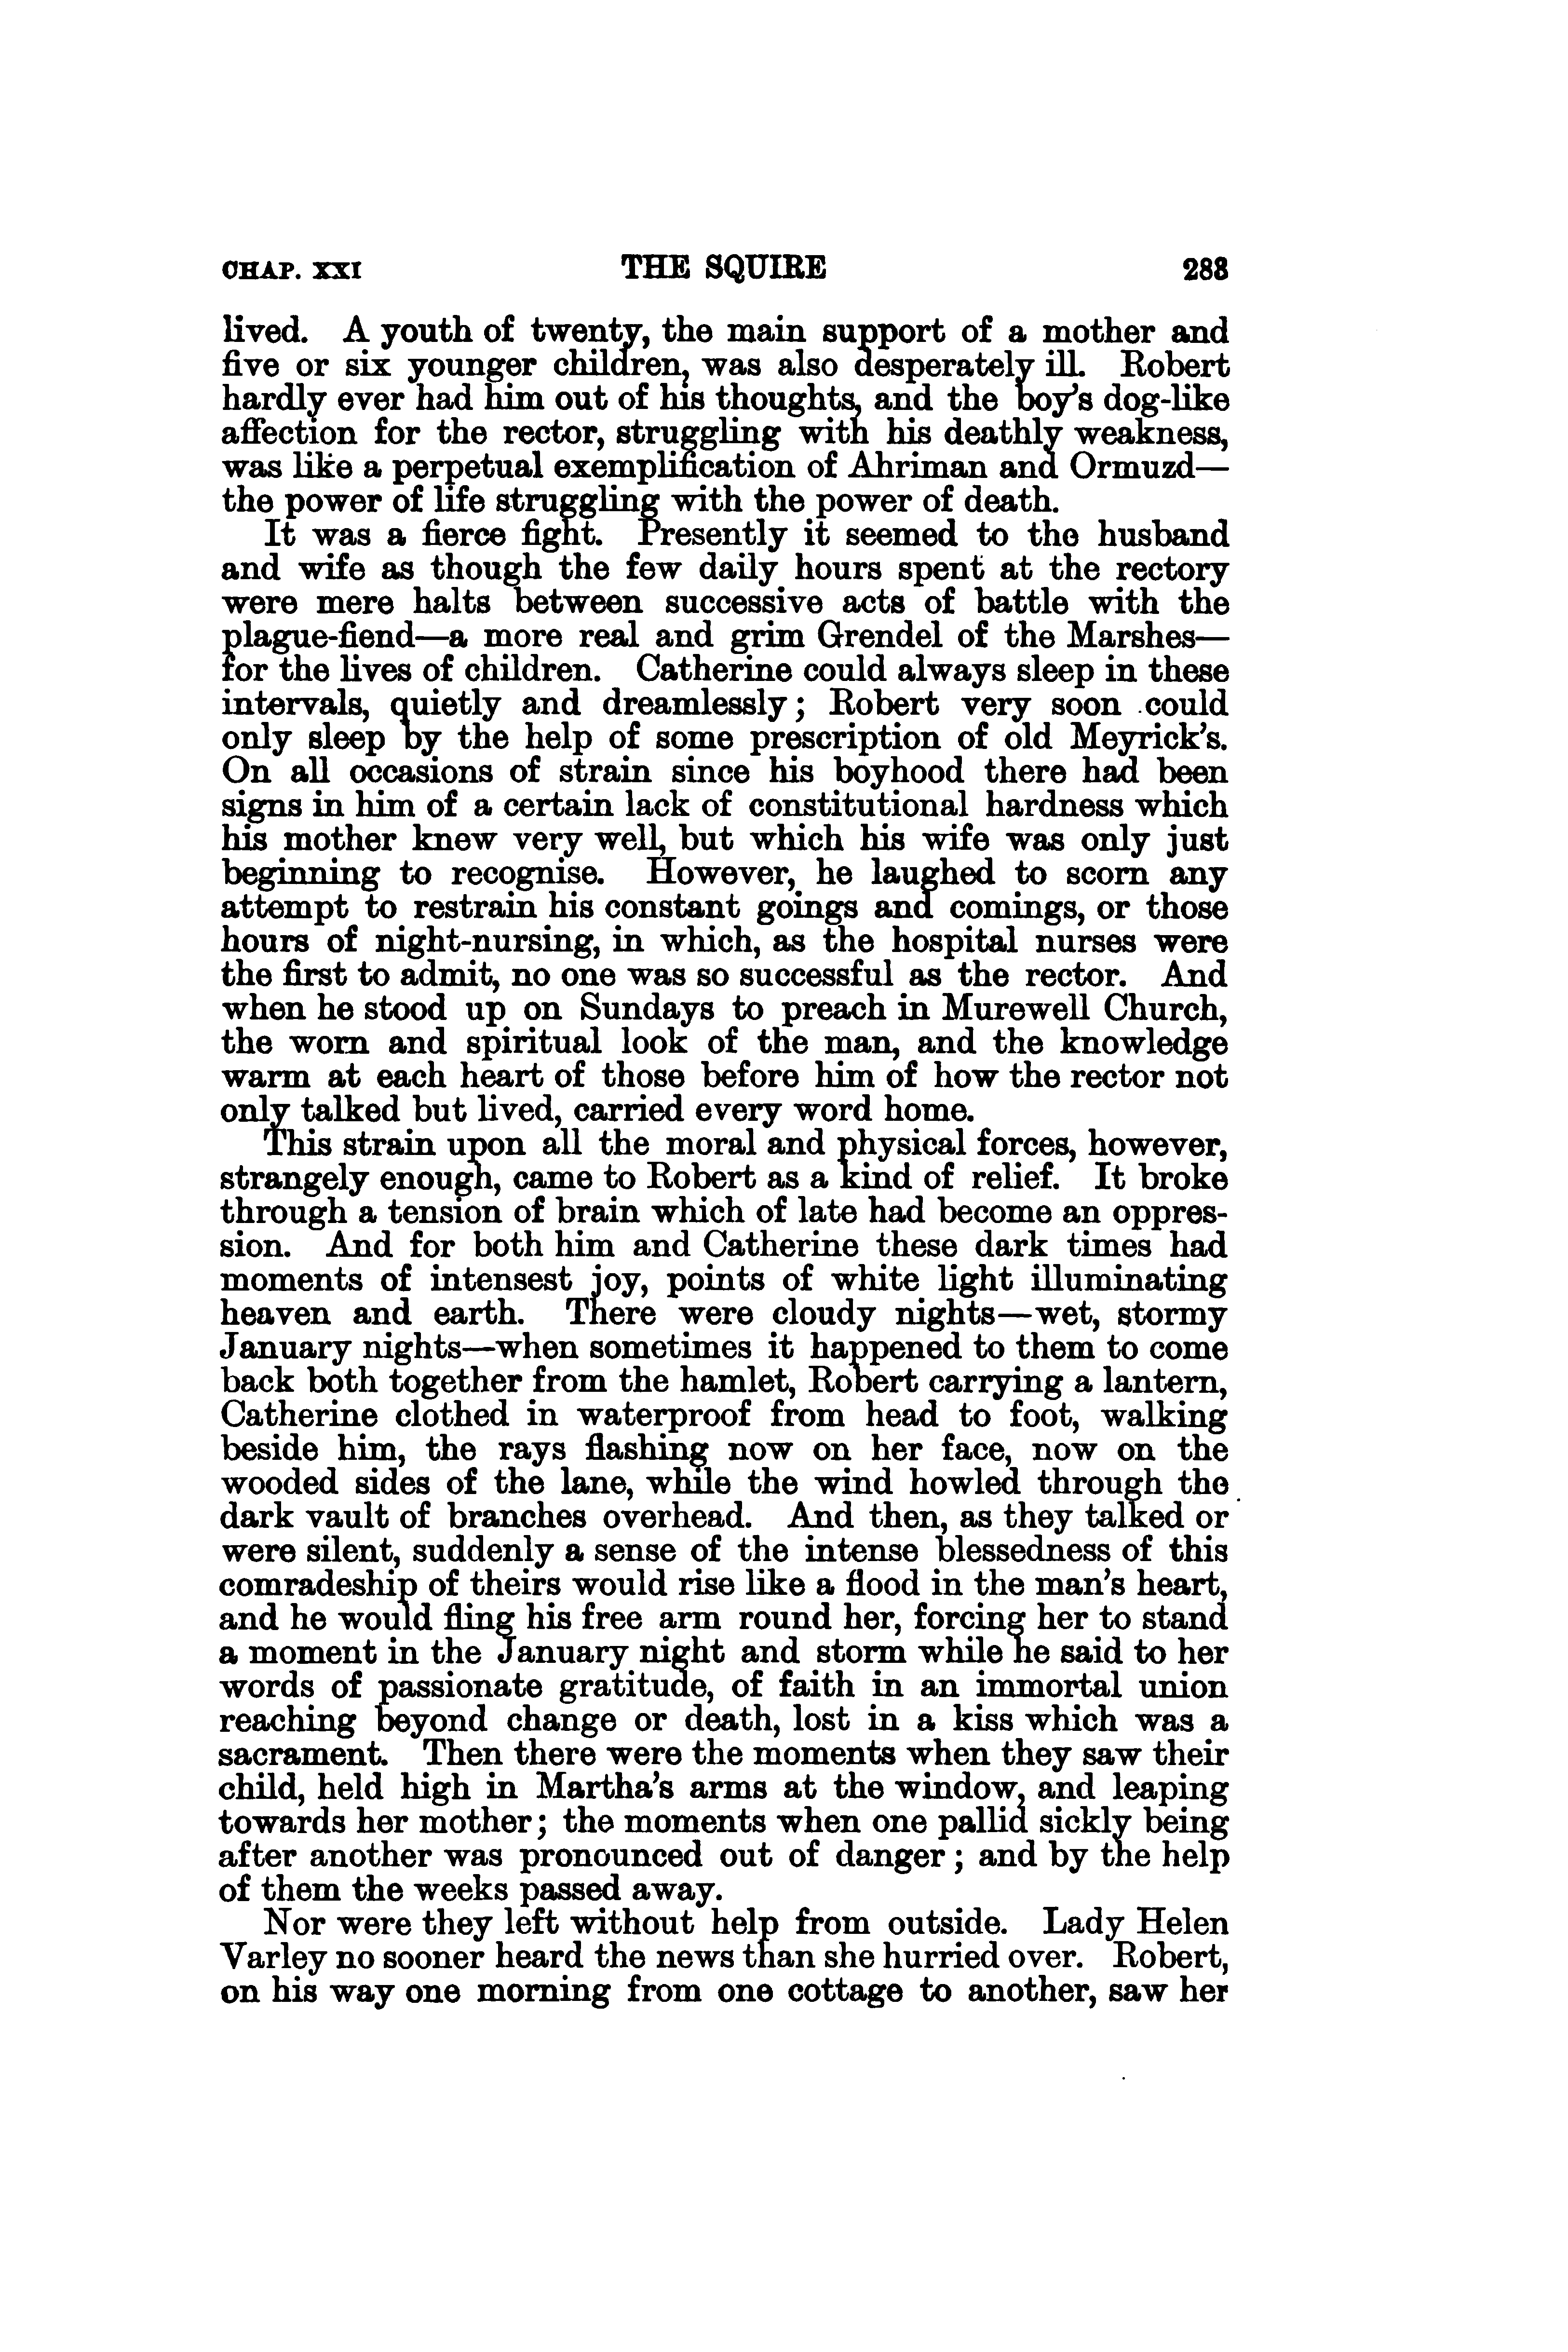 CHAP. XXI THE SQUIRE 283
lived. A youth of twenty, the main support of a mother and
five or six younger children, was also desperately ill. Robert
hardly ever had him out of his thoughts, and the boy's dog-like
affection for the rector, struggling with his deathly weakness,
was like a perpetual exemplification of Ahriman and Ormuzd—
the power of life struggling with the power of death.
It was a fierce fight. Presently it seemed to the husband
and wife as though the few daily hours spent at the rectory
were mere halts between successive acts of battle with the
plague-fiend—a more real and grim Grendel of the Marshes—
for the lives of children. Catherine could always sleep in these
intervals, quietly and dreamlessly; Robert very soon could
only sleep by the help of some prescription of old Meyrick's.
On all occasions of strain since his boyhood there had been
signs in him of a certain lack of constitutional hardness which
his mother knew very well, but which his wife was only just
beginning to recognise. However, he laughed to scorn any
attempt to restrain his constant goings and comings, or those
hours of night-nursing, in which, as the hospital nurses were
the first to admit, no one was so successful as the rector. And
when he stood up on Sundays to preach in Murewell Church,
the worn and spiritual look of the man, and the knowledge
warm at each heart of those before him of how the rector not
only talked but lived, carried every word home.
This strain upon all the moral and physical forces, however,
strangely enough, came to Robert as a kind of relief. It broke
through a tension of brain which of late had become an oppres-
sion. And for both him and Catherine these dark times had
moments of intensest joy, points of white light illuminating
heaven and earth. There were cloudy nights—wet, stormy
January nights—when sometimes it happened to them to come
back both together from the hamlet, Robert carrying a lantern,
Catherine clothed in waterproof from head to foot, walking
beside him, the rays flashing now on her face, now on the
wooded sides of the lane, while the wind howled through the
dark vault of branches overhead. And then, as they talked or
were silent, suddenly a sense of the intense blessedness of this
comradeship of theirs would rise like a flood in the man's heart,
and he would fling his free arm round her, forcing her to stand
a moment in the January night and storm while he said to her
words of passionate gratitude, of faith in an immortal union
reaching beyond change or death, lost in a kiss which was a
sacrament. Then there were the moments when they saw their
child, held high in Martha's arms at the window, and leaping
towards her mother; the moments when one pallid sickly being
after another was pronounced out of danger; and by the help
of them the weeks passed away.
Nor were they left without help from outside. Lady Helen
Varley no sooner heard the news than she hurried over. Robert,
on his way one morning from one cottage to another, saw her